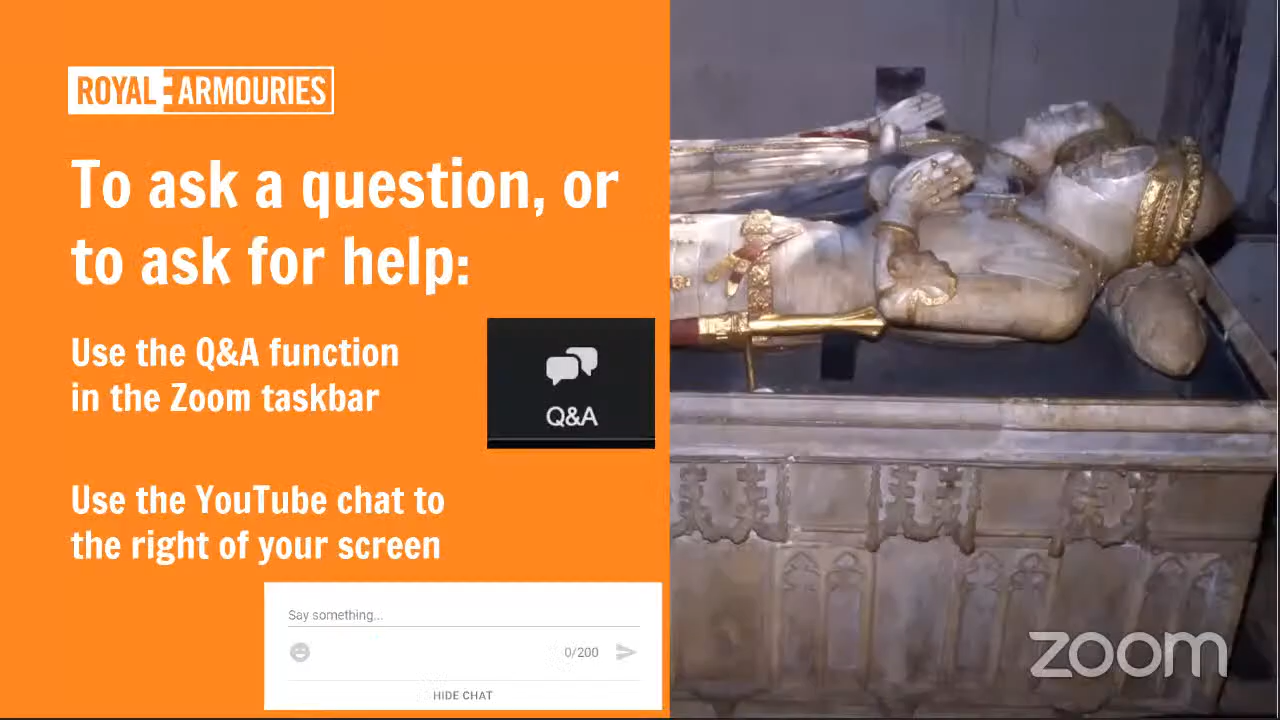 ROYAL ARMOURIES
To ask a question, or
to ask for help:
Use the Q&A function
in the Zoom taskbar
Q&A
Use the YouTube chat to
the right of your screen
Say something...
0/200
HIDE CHAT
zoom